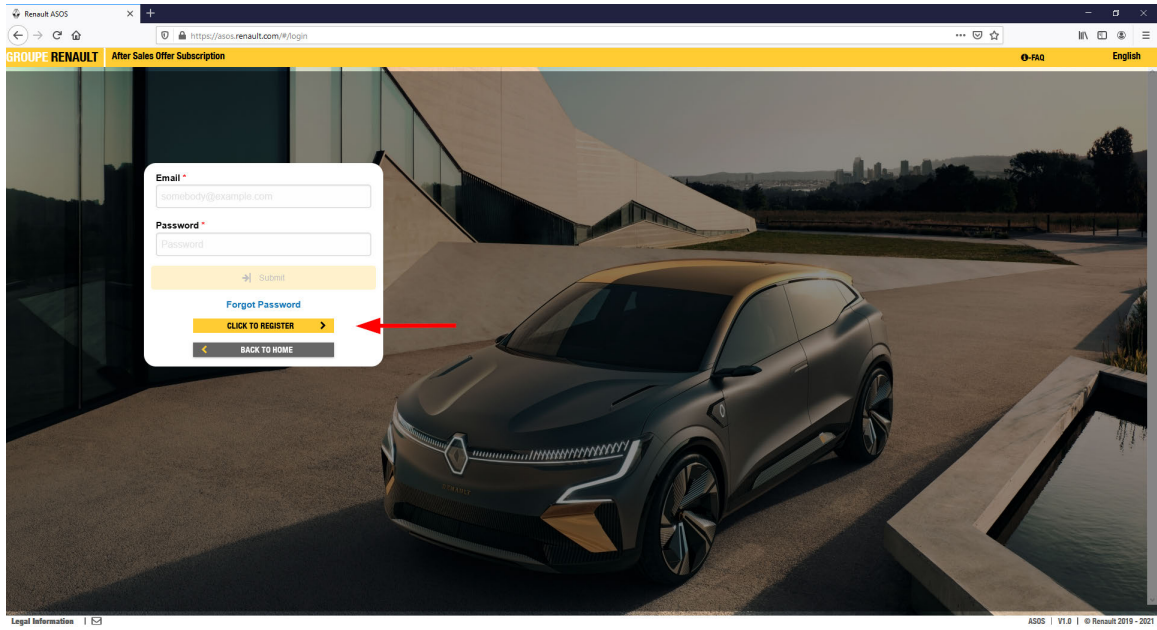 Renault ASOS
https://asos.renault.com/#/login
GROUPE RENAULT After Sales Offer Subscription
-FAQ
English
Email *
somebody@example.com
Password *
Password
Submit
Forgot Password
CLICK TO REGISTER
BACK TO HOME
RENAULT
Legal Information |
ASOS | V1.0 | © Renault 2019 - 2021